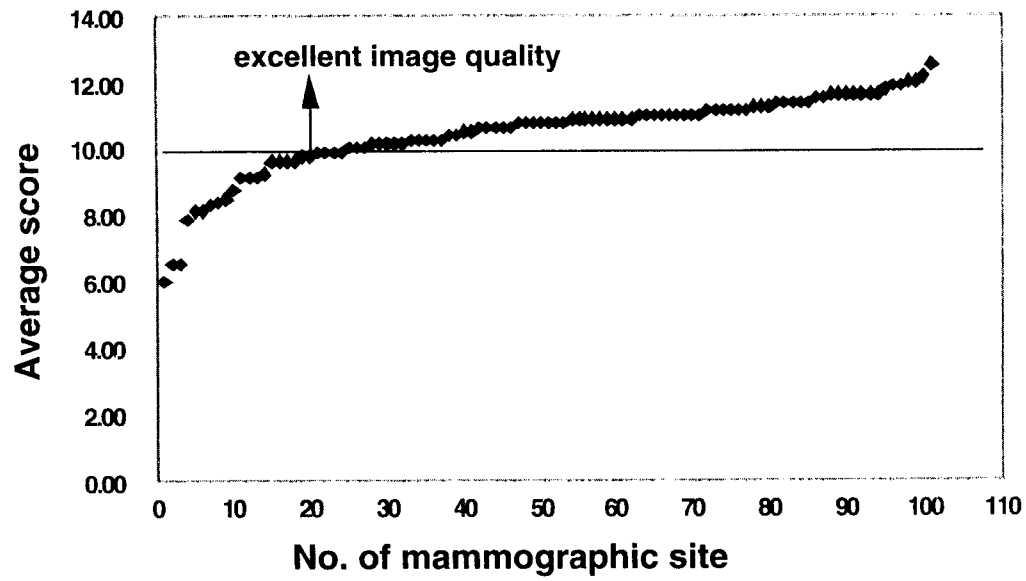 14.00
excellent image quality
12.00
10.00
8.00
6.00
4.00
2.00
0.00
Average score
0 10 20 30 40 50 60 70 80 90 100 110
No. of mammographic site